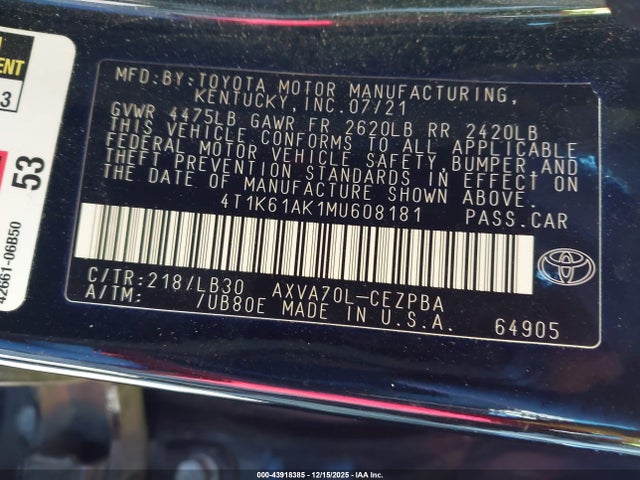 ENT
3
53
42661-06B50
MFD.BY:TOYOTA MOTOR MANUFACTURING,
KENTUCKY,INC.07/21
GVWR 4475LB GAWR FR 2620LB RR 2420LB
THIS VEHICLE CONFORMS TO ALL APPLICABLE
FEDERAL MOTOR VEHICLE SAFETY,BUMPER,AND
THEFT PREVENTION STANDARDS IN EFFECT ON
THE DATE OF MANUFACTURE SHOWN ABOVE.
4T1K61AK1MU608181 PASS.CAR
C/TR:218/LB30 AXVA70L-CEZPBA
A/TM: /UB80E MADE IN U.S.A.
64905
TOYOTA
000-43918385 - 12/15/2025 - IAA Inc.